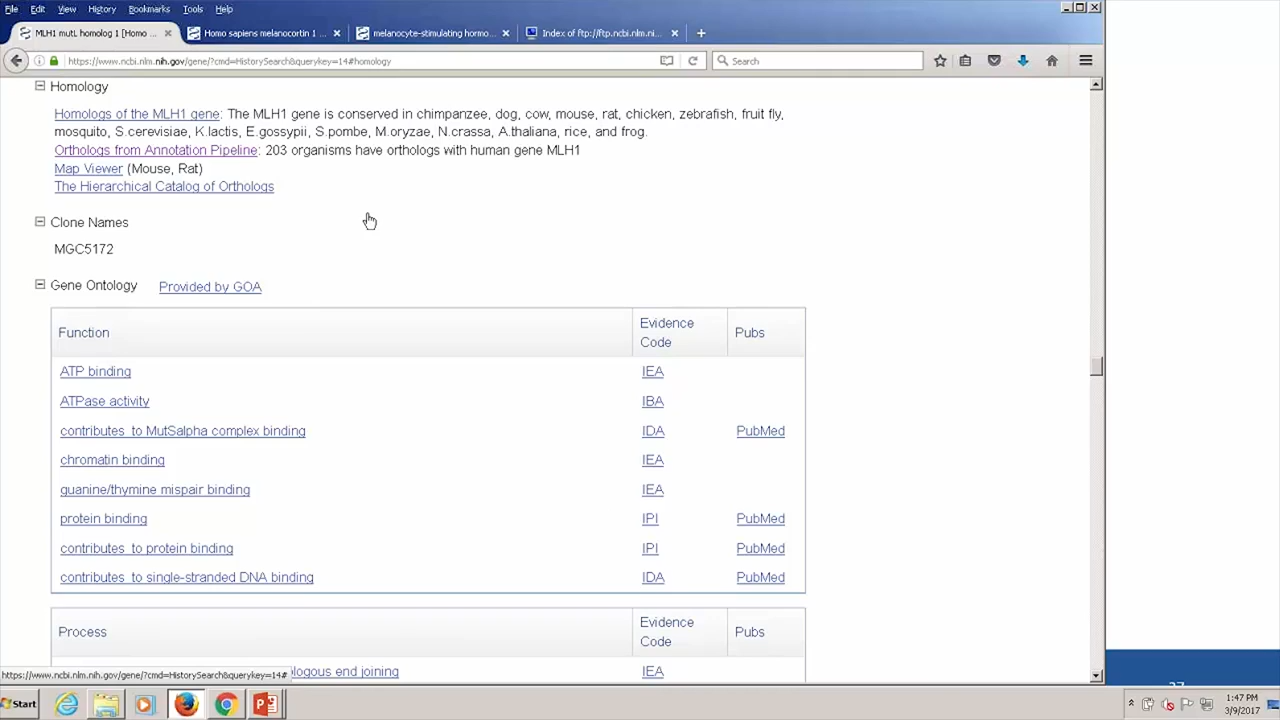 File Edit View History Bookmarks Tools Help
MLH1 mutL homolog 1 [Homo ... Homo sapiens melanocortin 1 ... melanocyte-stimulating hormo... Index of ftp://ftp.ncbi.nlm.ni...
https://www.ncbi.nlm.nih.gov/gene/?cmd=HistorySearch&querykey=14#homology Search
Homology
Homologs of the MLH1 gene: The MLH1 gene is conserved in chimpanzee, dog, cow, mouse, rat, chicken, zebrafish, fruit fly,
mosquito, S.cerevisiae, K.lactis, E.gossypii, S.pombe, M.oryzae, N.crassa, A.thaliana, rice, and frog.
Orthologs from Annotation Pipeline: 203 organisms have orthologs with human gene MLH1
Map Viewer (Mouse, Rat)
The Hierarchical Catalog of Orthologs
Clone Names
MGC5172
Gene Ontology Provided by GOA
Function Evidence Code Pubs
ATP binding IEA
ATPase activity IBA
contributes_to MutSalpha complex binding IDA PubMed
chromatin binding IEA
guanine/thymine mispair binding IEA
protein binding IPI PubMed
contributes_to protein binding IPI PubMed
contributes_to single-stranded DNA binding IDA PubMed
Process Evidence Code Pubs
https://www.ncbi.nlm.nih.gov/gene/?cmd=HistorySearch&querykey=14# logous end joining IEA
Start 1:47 PM
3/9/2017